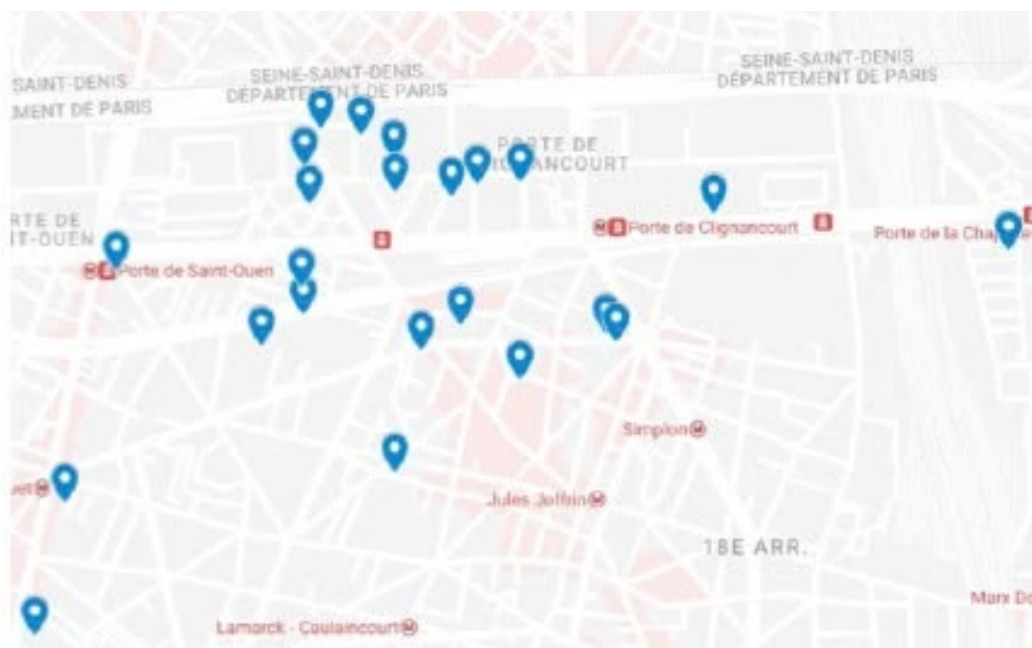 SAINT-DENIS
MENT DE PARIS
SEINE-SAINT-DENIS
DÉPARTEMENT DE PARIS
SEINE-SAINT-DENIS
DÉPARTEMENT DE PARIS
PORTE DE
CLIGNANCOURT
RTE DE
IT-OUEN
Porte de Saint-Ouen
Porte de Clignancourt
Porte de la Chap
Simplon
Jules Joffrin
18E ARR.
Marx Do
Lamarck - Caulaincourt